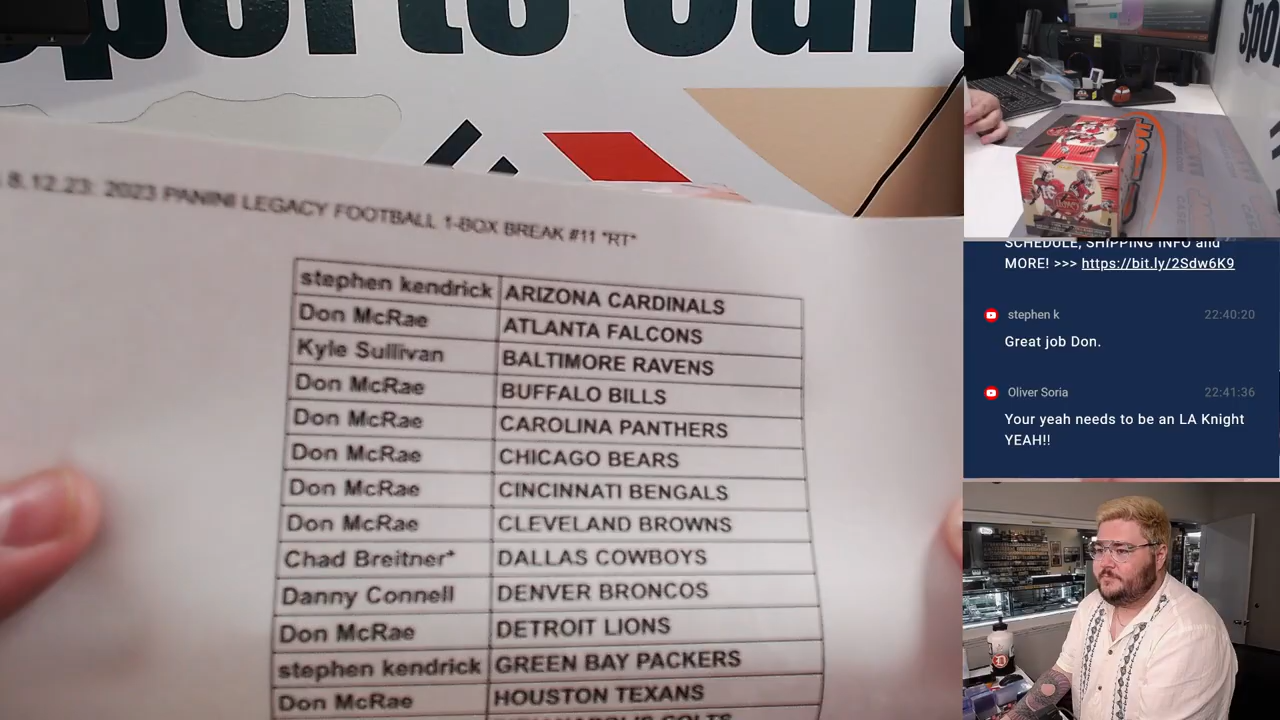 Sports Car
8.12.23: 2023 PANINI LEGACY FOOTBALL 1-BOX BREAK #11 *RT*
stephen kendrick ARIZONA CARDINALS
Don McRae ATLANTA FALCONS
Kyle Sullivan BALTIMORE RAVENS
Don McRae BUFFALO BILLS
Don McRae CAROLINA PANTHERS
Don McRae CHICAGO BEARS
Don McRae CINCINNATI BENGALS
Don McRae CLEVELAND BROWNS
Chad Breitner* DALLAS COWBOYS
Danny Connell DENVER BRONCOS
Don McRae DETROIT LIONS
stephen kendrick GREEN BAY PACKERS
Don McRae HOUSTON TEXANS
INDIANAPOLIS COLTS
Spo
SCHEDULE, SHIPPING INFO and
MORE! >>> https://bit.ly/2Sdw6K9
stephen k 22:40:20
Great job Don.
Oliver Soria 22:41:36
Your yeah needs to be an LA Knight
YEAH!!